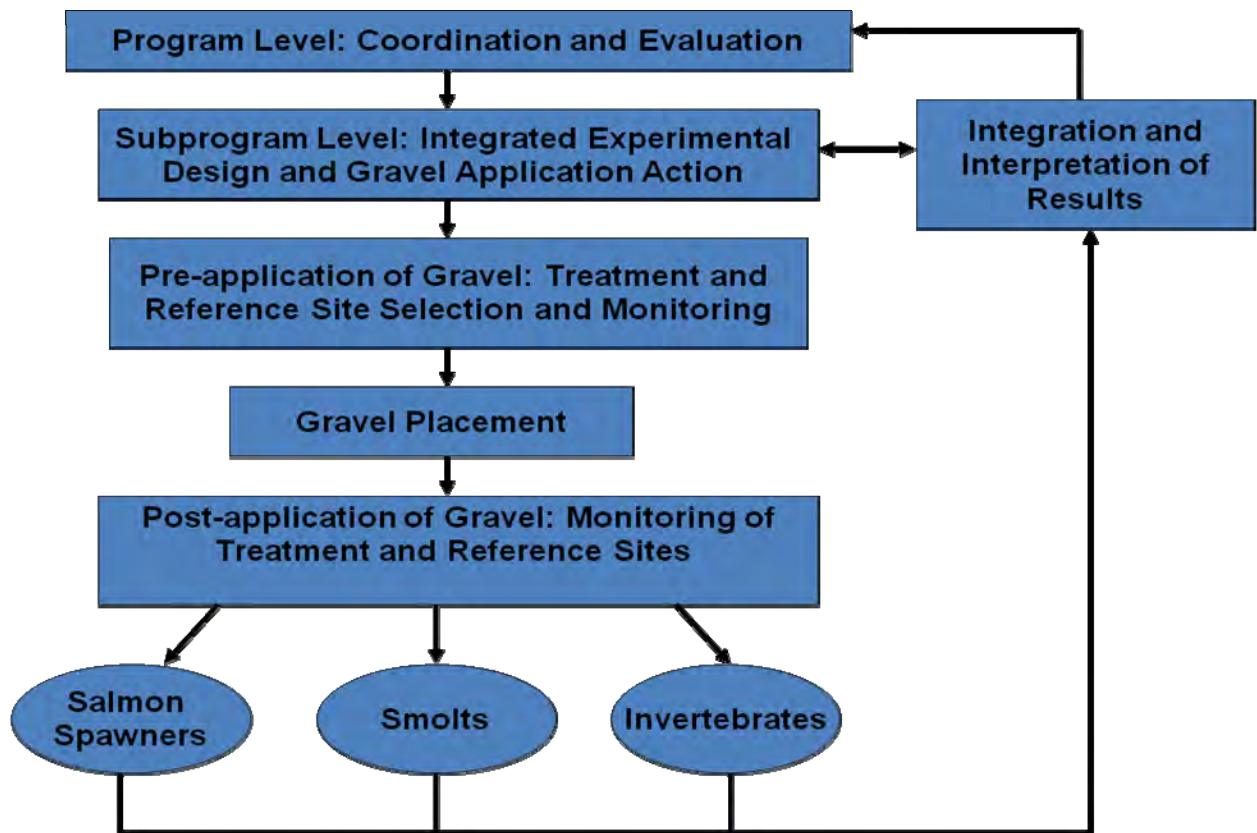 Program Level: Coordination and Evaluation
Subprogram Level: Integrated Experimental
Design and Gravel Application Action
Integration and
Interpretation of
Results
Pre-application of Gravel: Treatment and
Reference Site Selection and Monitoring
Gravel Placement
Post-application of Gravel: Monitoring of
Treatment and Reference Sites
Salmon
Spawners
Smolts
Invertebrates